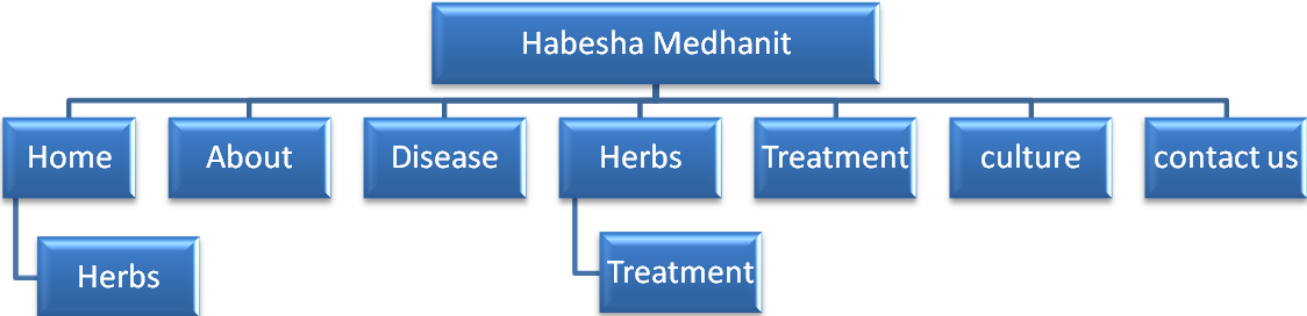 Habesha Medhanit
Home
About
Disease
Herbs
Treatment
culture
contact us
Herbs
Treatment